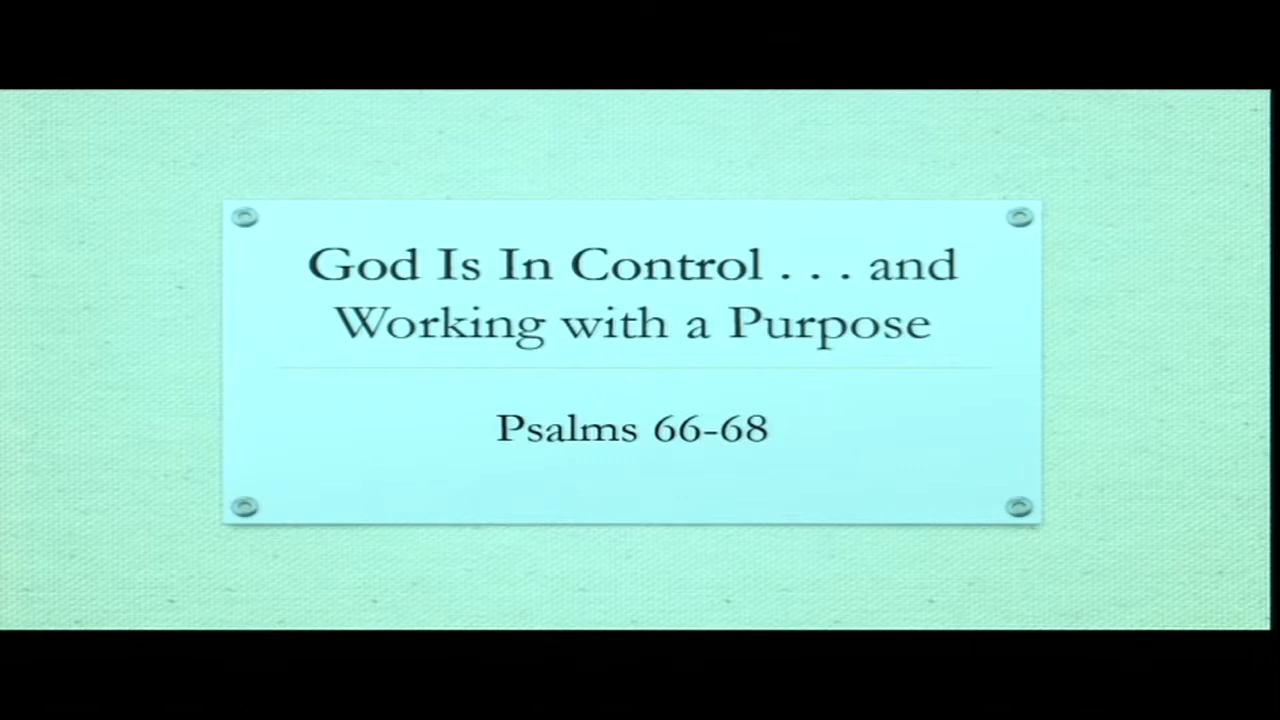 God Is In Control . . . and
Working with a Purpose
Psalms 66-68